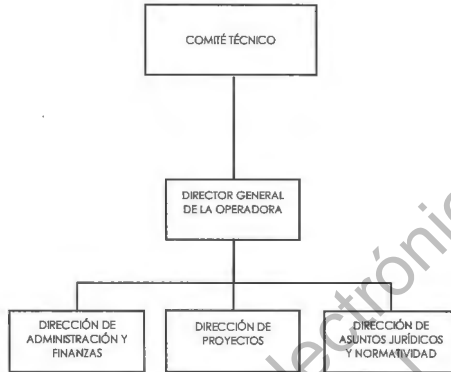 COMITÉ TÉCNICO
DIRECTOR GENERAL
DE LA OPERADORA
DIRECCIÓN DE
ADMINISTRACIÓN Y
FINANZAS
DIRECCIÓN DE
PROYECTOS
DIRECCIÓN DE
ASUNTOS JURÍDICOS
Y NORMATIVIDAD